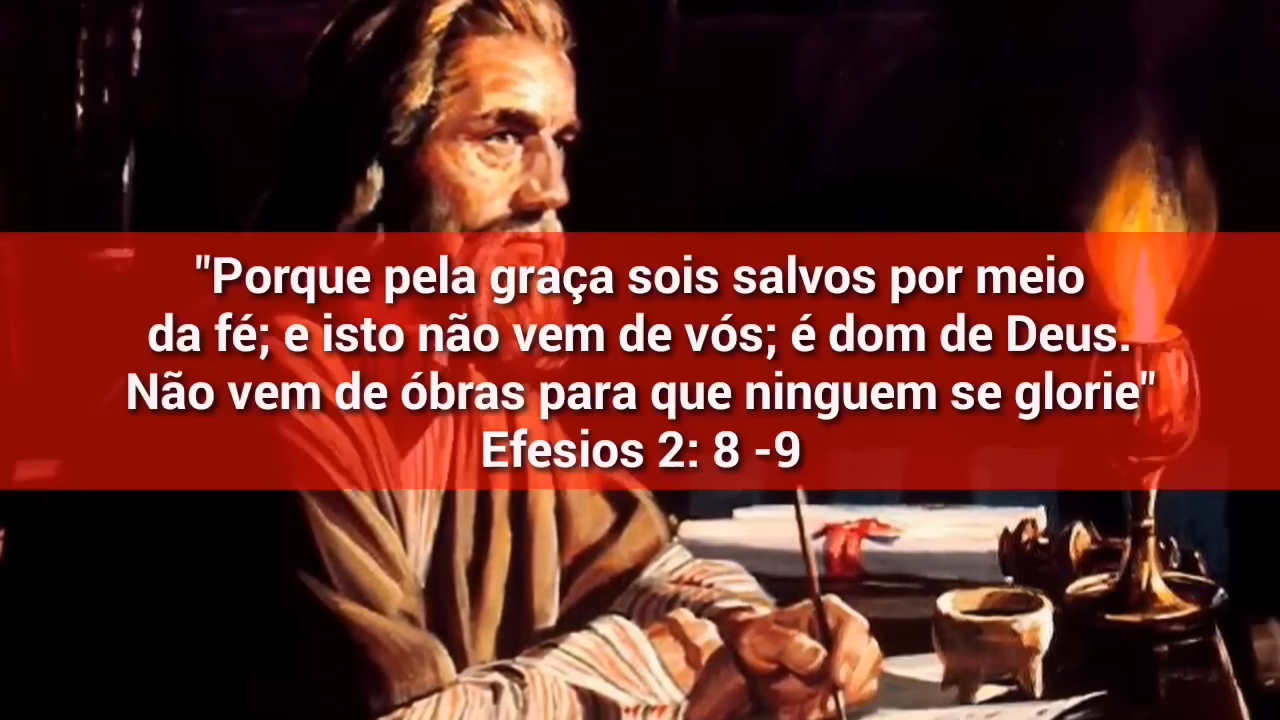 "Porque pela graça sois salvos por meio
da fé; e isto não vem de vós; é dom de Deus.
Não vem de óbras para que ninguem se glorie"
Efesios 2: 8 -9